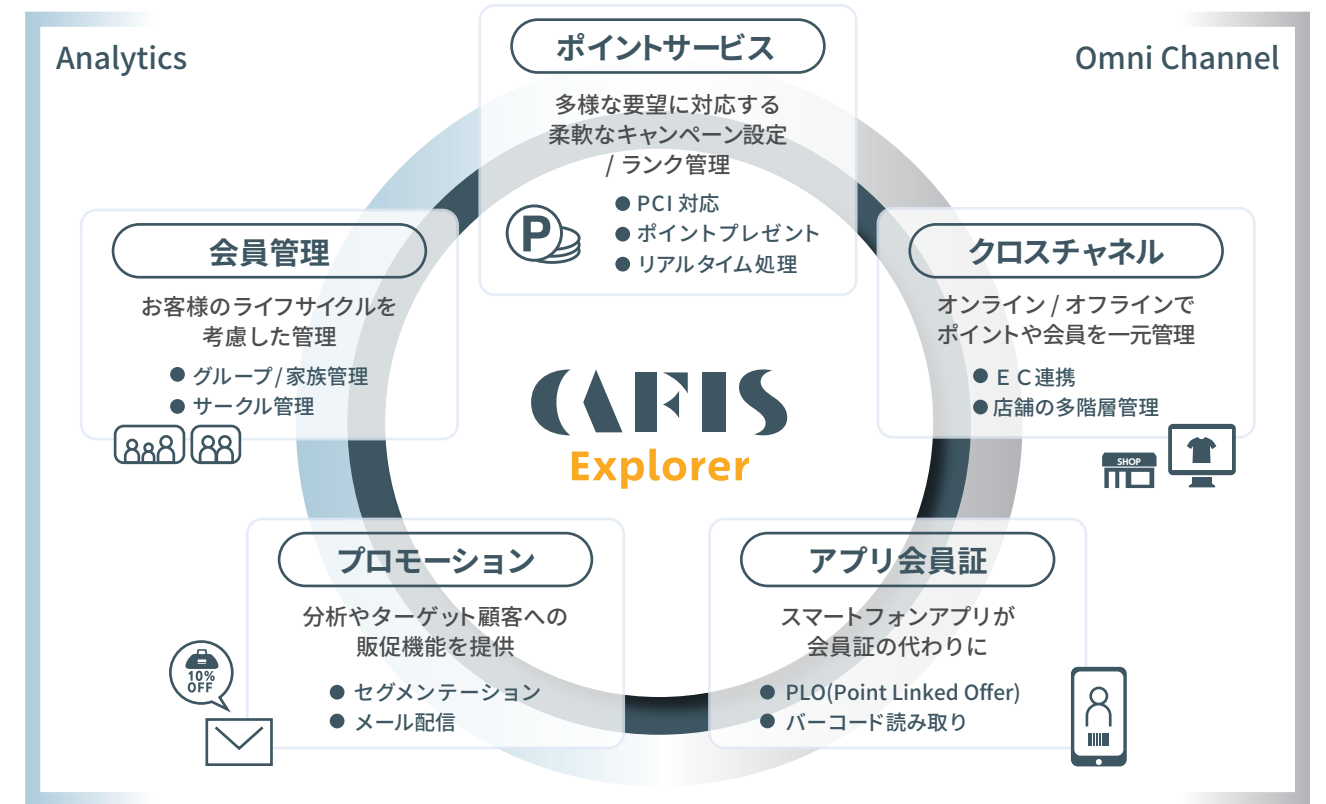 Analytics
Omni Channel
ポイントサービス
多様な要望に対応する
柔軟なキャンペーン設定
/ ランク管理
● PCI 対応
● ポイントプレゼント
● リアルタイム処理
P
会員管理
お客様のライフサイクルを
考慮した管理
● グループ/家族管理
● サークル管理
クロスチャネル
オンライン / オフラインで
ポイントや会員を一元管理
● ＥＣ連携
● 店舗の多階層管理
SHOP
CAFIS
Explorer
プロモーション
分析やターゲット顧客への
販促機能を提供
● セグメンテーション
● メール配信
10%
OFF
アプリ会員証
スマートフォンアプリが
会員証の代わりに
● PLO(Point Linked Offer)
● バーコード読み取り